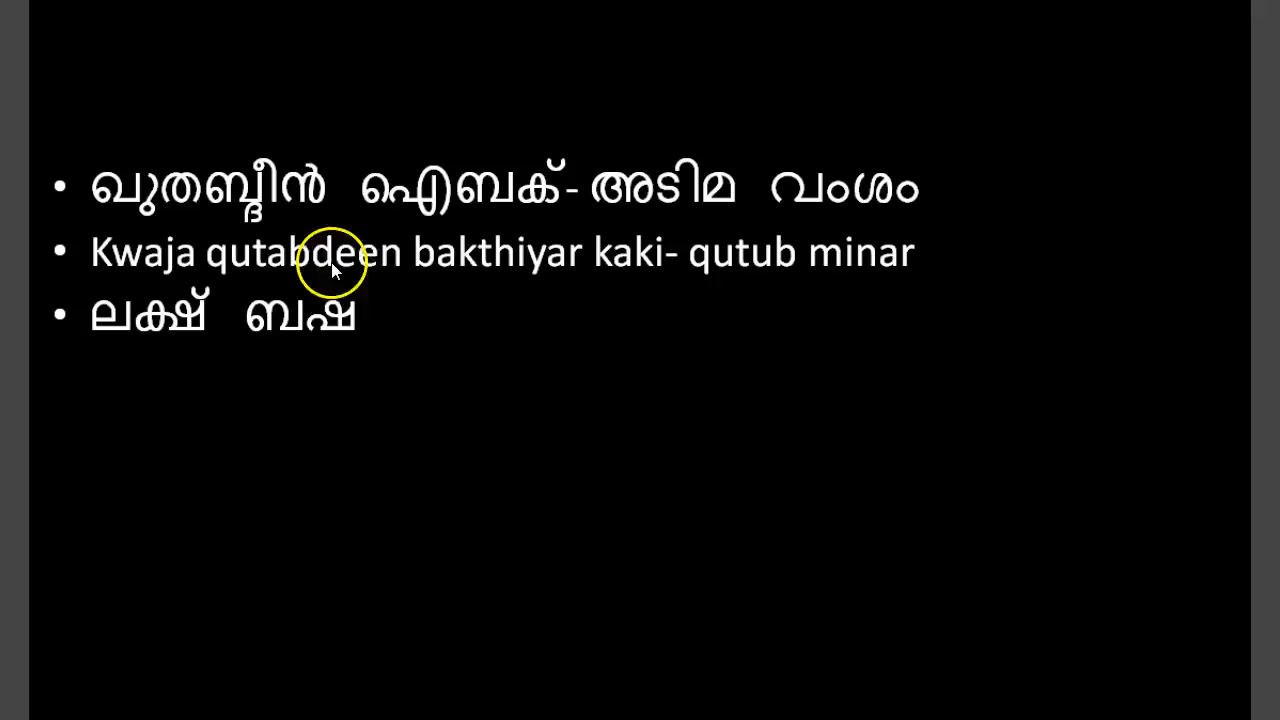 • ഖുതബ്ദീൻ ഐബക്- അടിമ വംശം
• Kwaja qutabdeen bakthiyar kaki- qutub minar
• ലക്ഷ് ബഷ